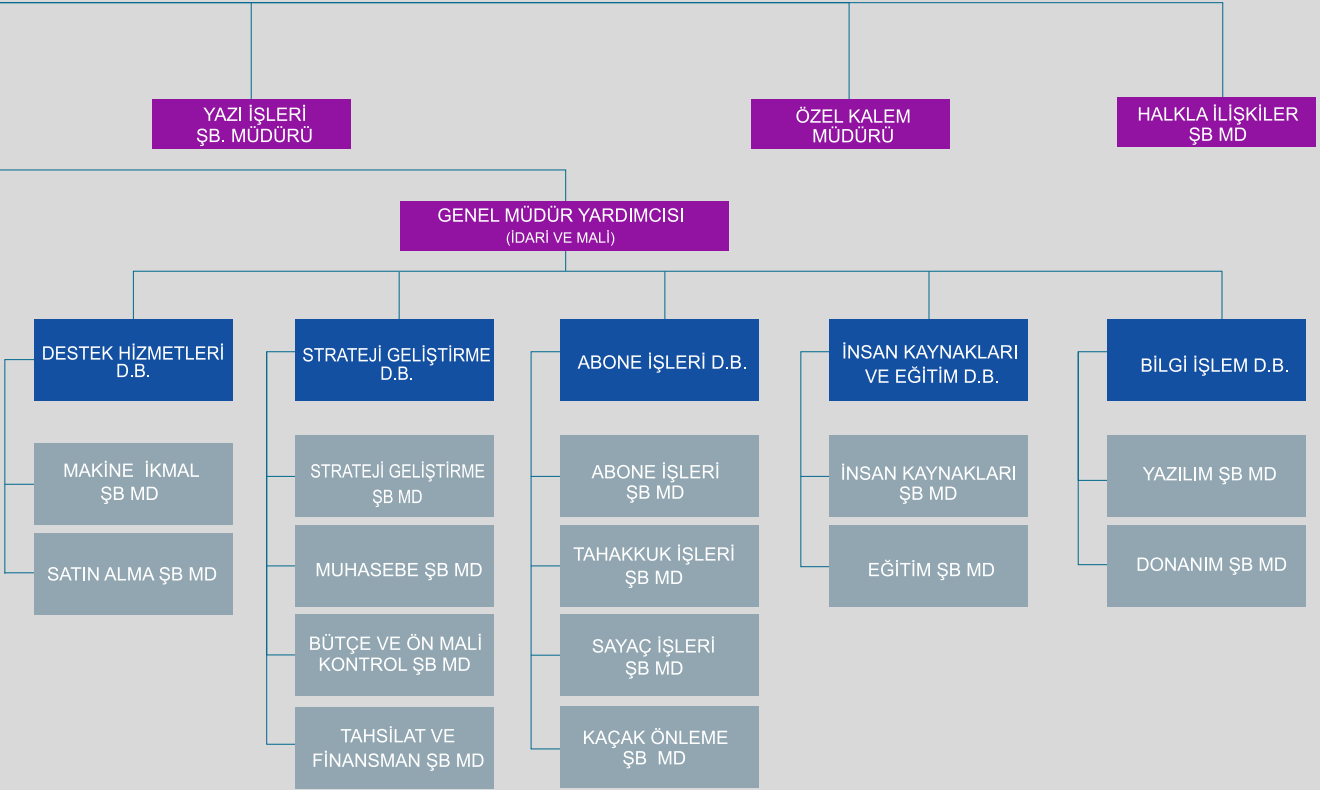 YAZI İŞLERİ
ŞB. MÜDÜRÜ
ÖZEL KALEM
MÜDÜRÜ
HALKLA İLİŞKİLER
ŞB MD
GENEL MÜDÜR YARDIMCISI
(İDARİ VE MALİ)
DESTEK HİZMETLERİ
D.B.
STRATEJİ GELİŞTİRME
D.B.
ABONE İŞLERİ D.B.
İNSAN KAYNAKLARI
VE EĞİTİM D.B.
BİLGİ İŞLEM D.B.
MAKİNE İKMAL
ŞB MD
STRATEJİ GELİŞTİRME
ŞB MD
ABONE İŞLERİ
ŞB MD
İNSAN KAYNAKLARI
ŞB MD
YAZILIM ŞB MD
SATIN ALMA ŞB MD
MUHASEBE ŞB MD
TAHAKKUK İŞLERİ
ŞB MD
EĞİTİM ŞB MD
DONANIM ŞB MD
BÜTÇE VE ÖN MALİ
KONTROL ŞB MD
SAYAÇ İŞLERİ
ŞB MD
TAHSİLAT VE
FİNANSMAN ŞB MD
KAÇAK ÖNLEME
ŞB MD